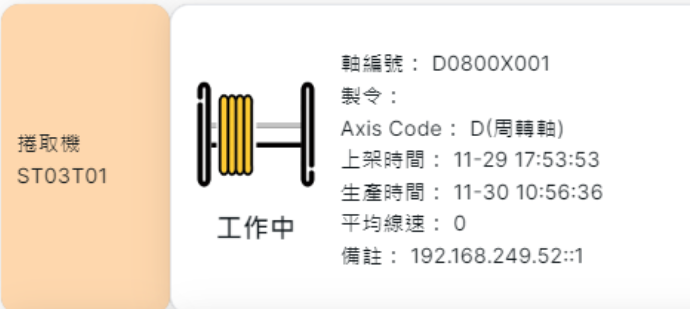 捲取機
ST03T01
工作中
軸編號： D0800X001
製令：
Axis Code： D(周轉軸)
上架時間： 11-29 17:53:53
生產時間： 11-30 10:56:36
平均線速： 0
備註： 192.168.249.52::1